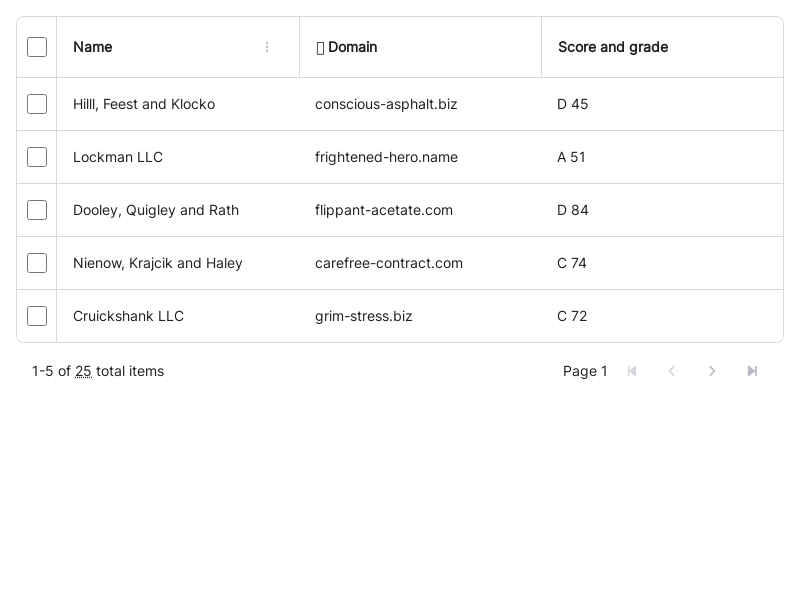 Name Domain Score and grade
Hilll, Feest and Klocko conscious-asphalt.biz D 45
Lockman LLC frightened-hero.name A 51
Dooley, Quigley and Rath flippant-acetate.com D 84
Nienow, Krajcik and Haley carefree-contract.com C 74
Cruickshank LLC grim-stress.biz C 72
1-5 of 25 total items Page 1